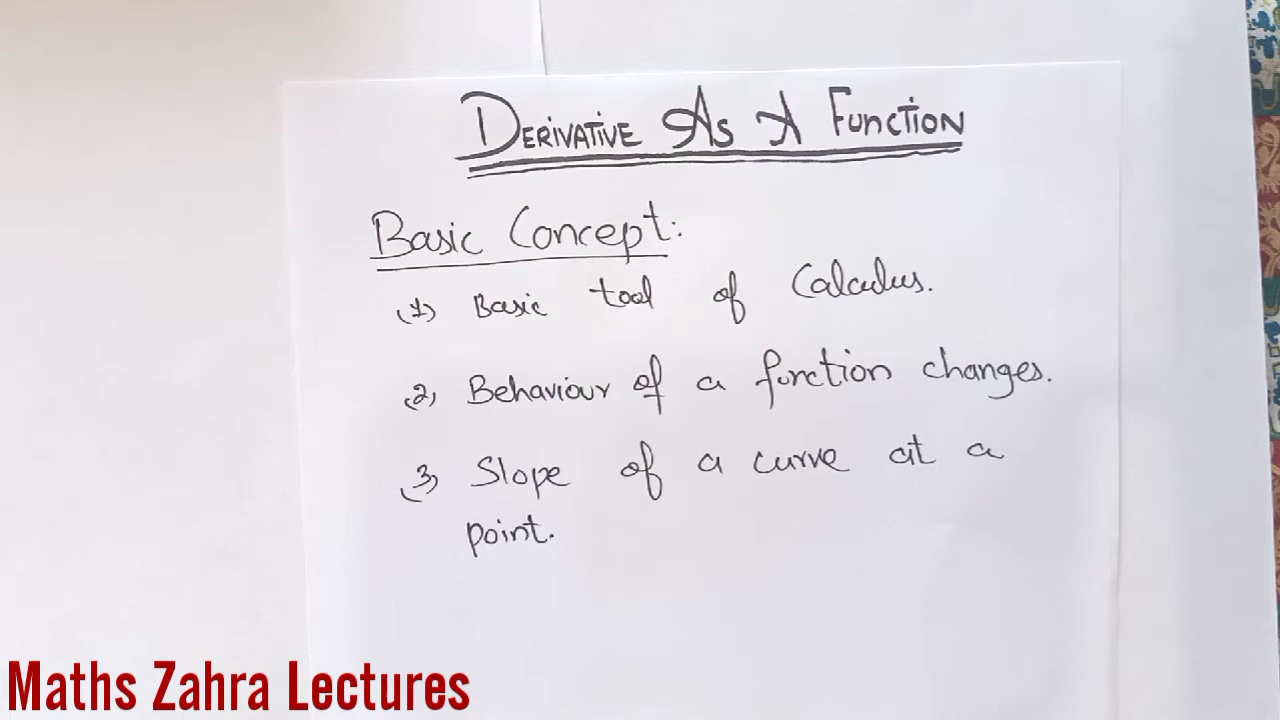 DERIVATIVE AS A FUNCTION
Basic Concept:
(1) Basic tool of Calculus.
(2) Behaviour of a function changes.
(3) Slope of a curve at a
point.
Maths Zahra Lectures